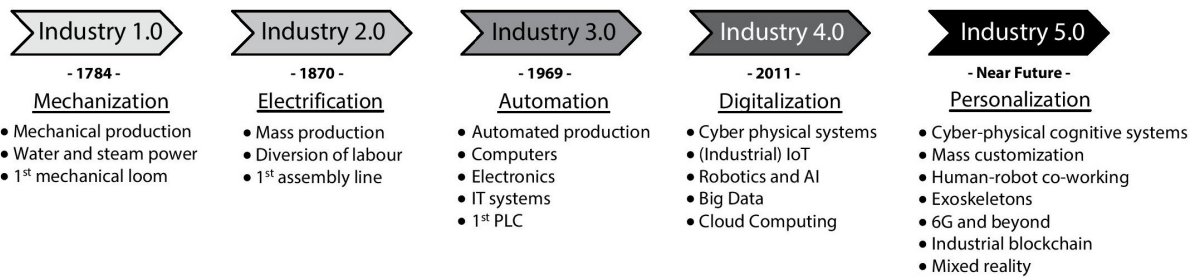 Industry 1.0
- 1784 -
Mechanization
• Mechanical production
• Water and steam power
• 1st mechanical loom
Industry 2.0
- 1870 -
Electrification
• Mass production
• Diversion of labour
• 1st assembly line
Industry 3.0
- 1969 -
Automation
• Automated production
• Computers
• Electronics
• IT systems
• 1st PLC
Industry 4.0
- 2011 -
Digitalization
• Cyber physical systems
• (Industrial) IoT
• Robotics and AI
• Big Data
• Cloud Computing
Industry 5.0
- Near Future -
Personalization
• Cyber-physical cognitive systems
• Mass customization
• Human-robot co-working
• Exoskeletons
• 6G and beyond
• Industrial blockchain
• Mixed reality